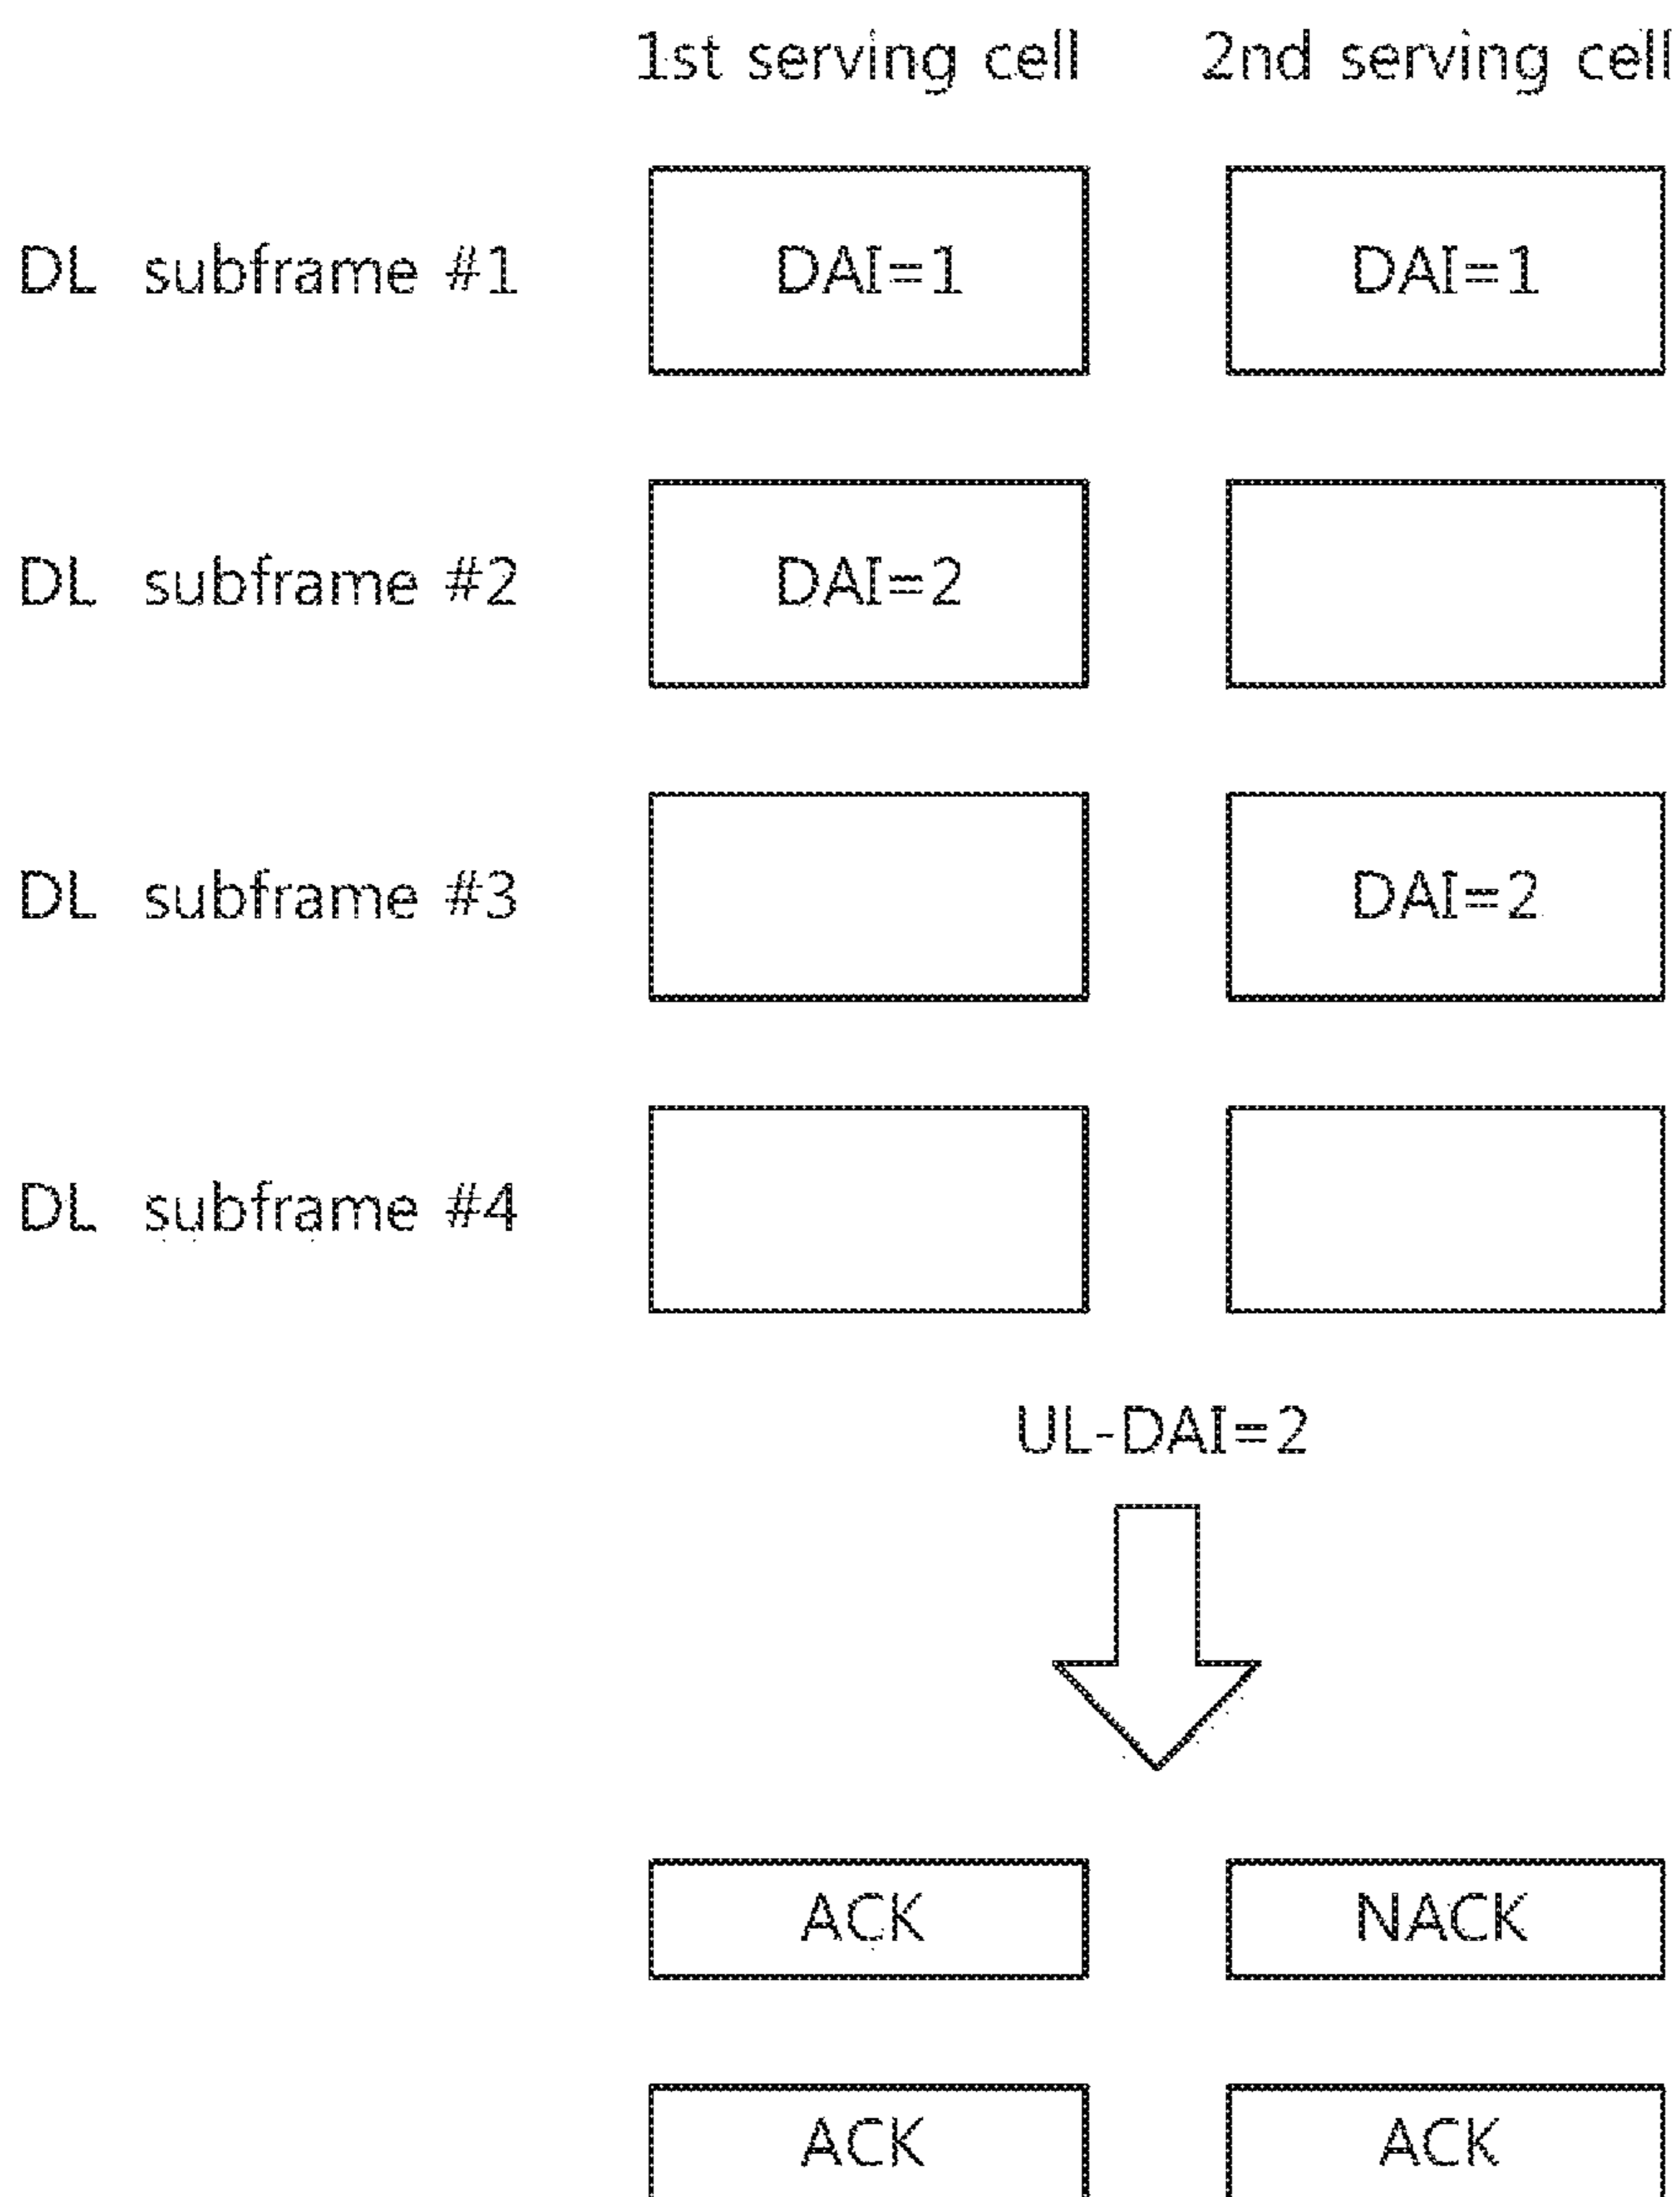 1st serving cell 2nd serving cell
DL subframe #1 DAI=1 DAI=1
DL subframe #2 DAI=2
DL subframe #3 DAI=2
DL subframe #4
UL-DAI=2
ACK NACK
ACK ACK